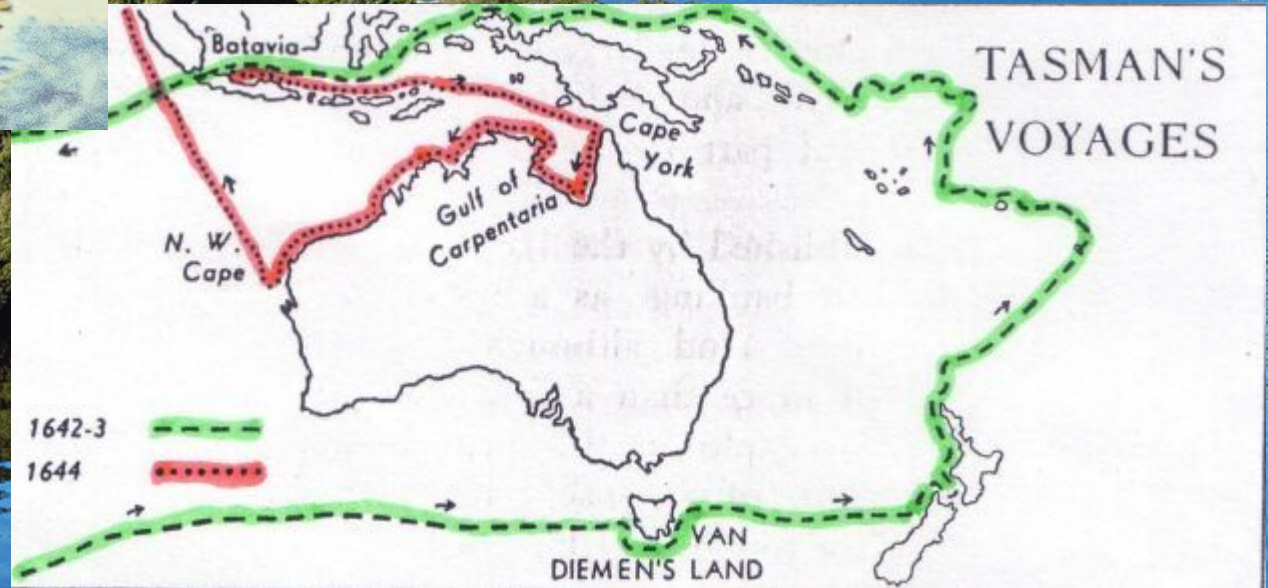 TASMAN'S
VOYAGES
Batavia
Cape
York
Gulf of
Carpentaria
N. W.
Cape
1642-3
1644
VAN
DIEMEN'S LAND